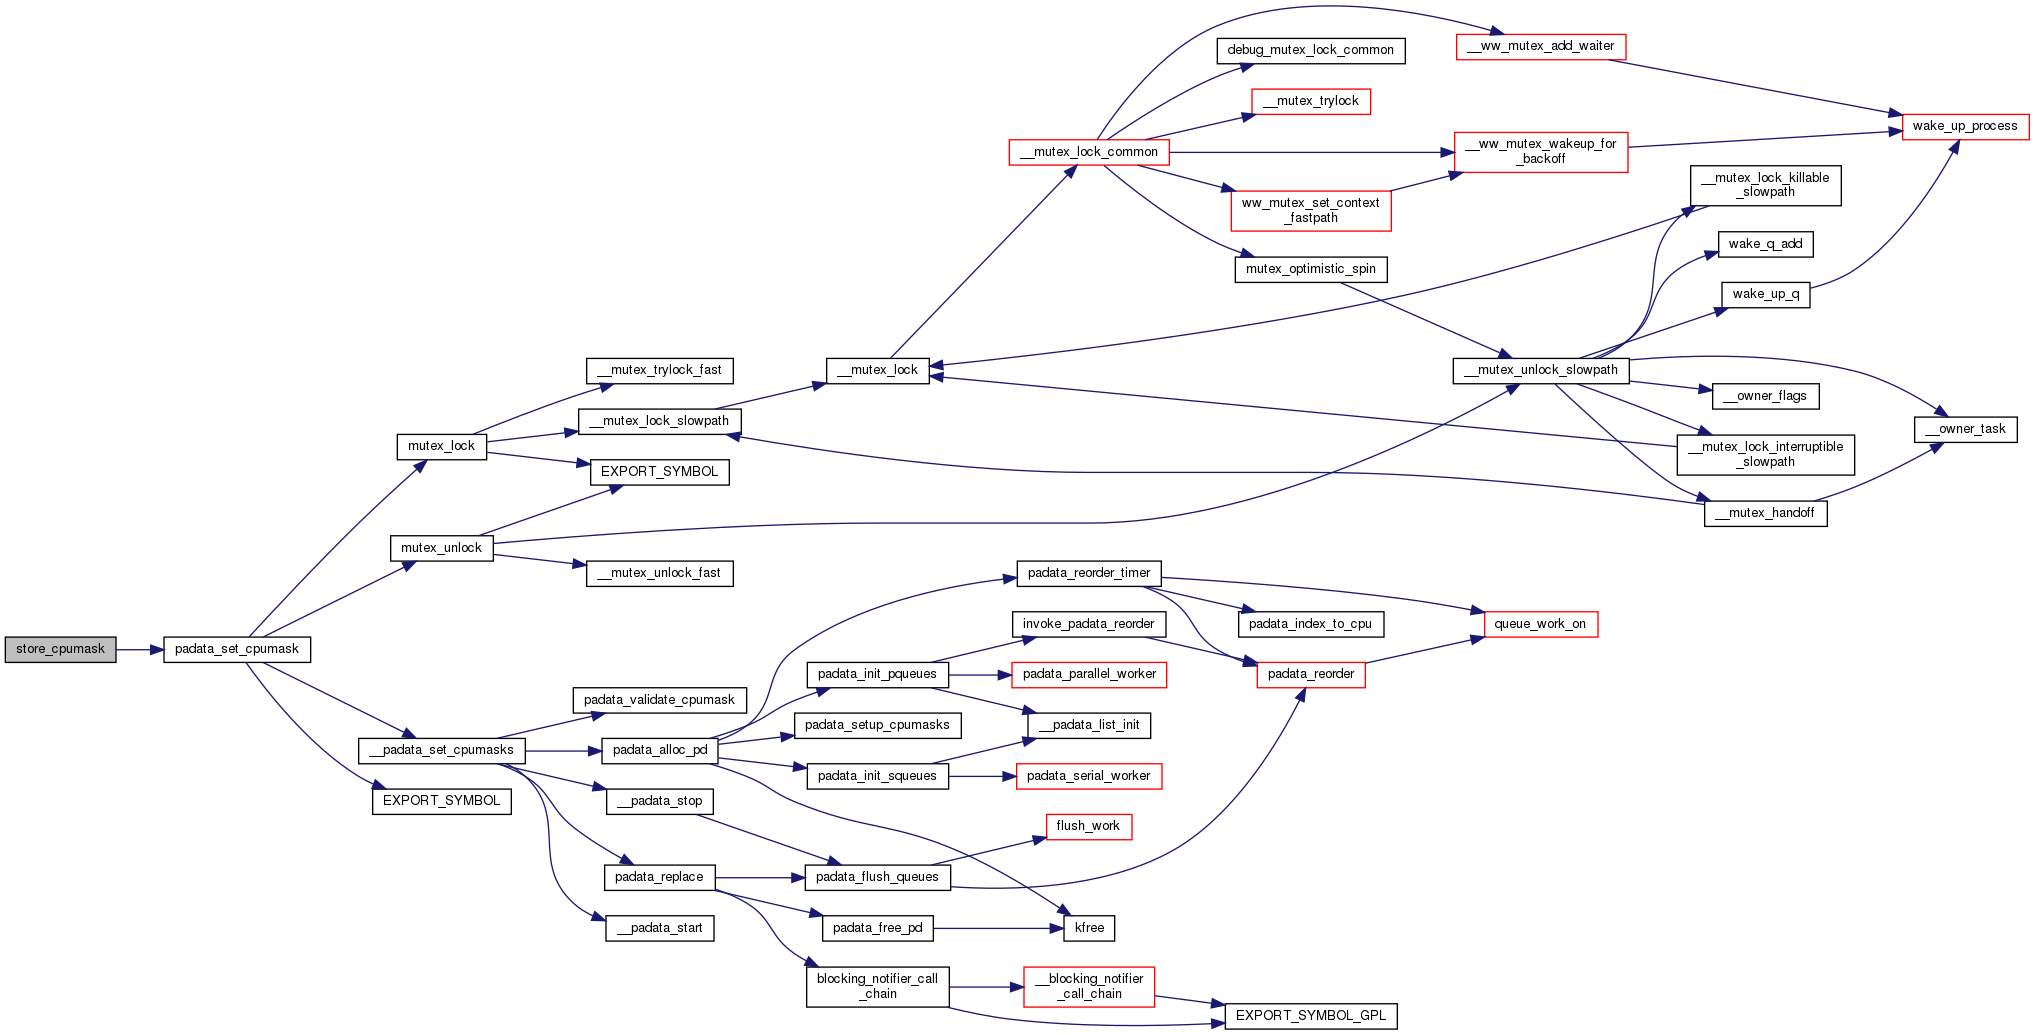 store_cpumask
padata_set_cpumask
mutex_lock
mutex_unlock
__padata_set_cpumasks
EXPORT_SYMBOL
__mutex_trylock_fast
__mutex_lock_slowpath
EXPORT_SYMBOL
__mutex_unlock_fast
padata_validate_cpumask
padata_alloc_pd
__padata_stop
padata_replace
__padata_start
__mutex_lock
padata_init_pqueues
padata_setup_cpumasks
padata_init_squeues
padata_flush_queues
padata_free_pd
blocking_notifier_call
_chain
__mutex_lock_common
padata_reorder_timer
invoke_padata_reorder
padata_parallel_worker
__padata_list_init
padata_serial_worker
flush_work
kfree
__blocking_notifier
_call_chain
debug_mutex_lock_common
__mutex_trylock
ww_mutex_set_context
_fastpath
mutex_optimistic_spin
padata_index_to_cpu
padata_reorder
EXPORT_SYMBOL_GPL
__ww_mutex_add_waiter
__ww_mutex_wakeup_for
_backoff
__mutex_unlock_slowpath
queue_work_on
__mutex_lock_killable
_slowpath
wake_q_add
wake_up_q
__owner_flags
__mutex_lock_interruptible
_slowpath
__mutex_handoff
wake_up_process
__owner_task